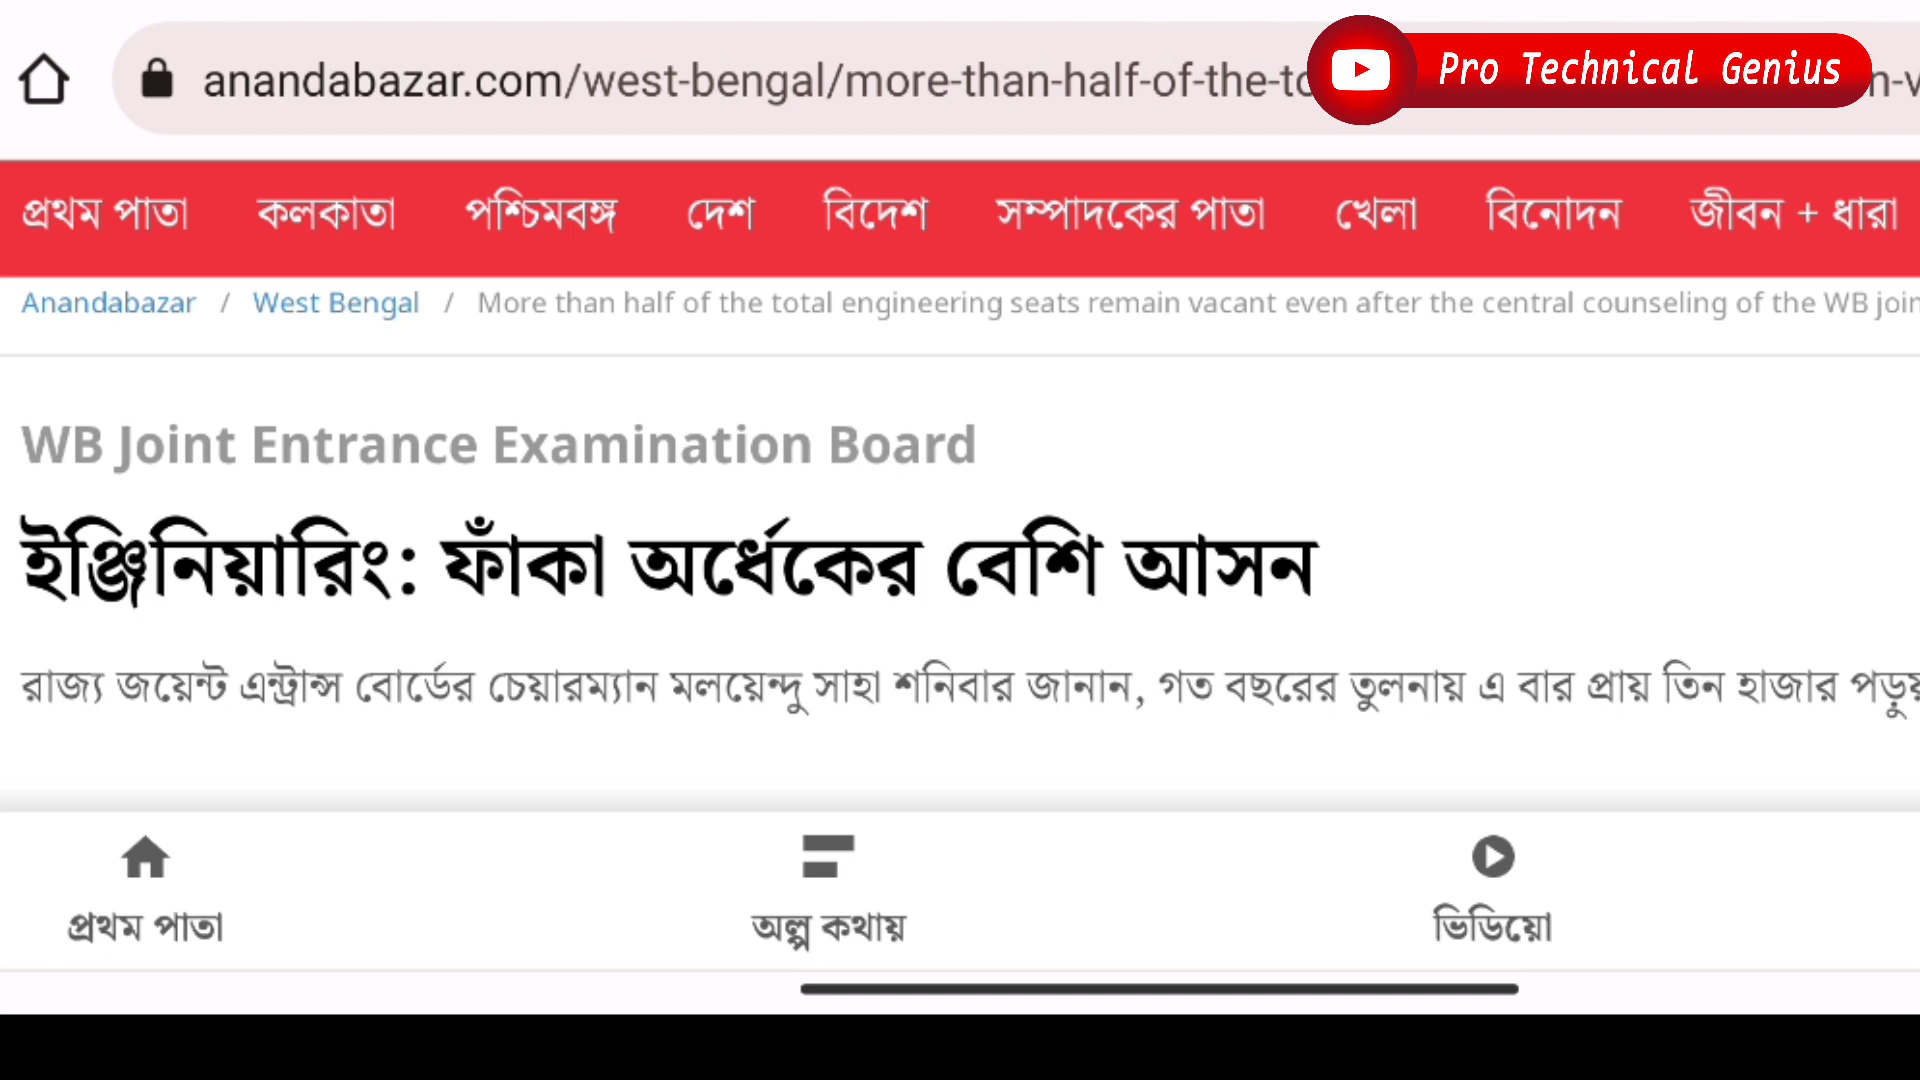 anandabazar.com/west-bengal/more-than-half-of-the-to
Pro Technical Genius
প্রথম পাতা কলকাতা পশ্চিমবঙ্গ দেশ বিদেশ সম্পাদকের পাতা খেলা বিনোদন জীবন + ধারা
Anandabazar / West Bengal / More than half of the total engineering seats remain vacant even after the central counseling of the WB join
WB Joint Entrance Examination Board
ইঞ্জিনিয়ারিং: ফাঁকা অর্ধেকের বেশি আসন
রাজ্য জয়েন্ট এন্ট্রান্স বোর্ডের চেয়ারম্যান মলয়েন্দু সাহা শনিবার জানান, গত বছরের তুলনায় এ বার প্রায় তিন হাজার
প্রথম পাতা অল্প কথায় ভিডিয়ো